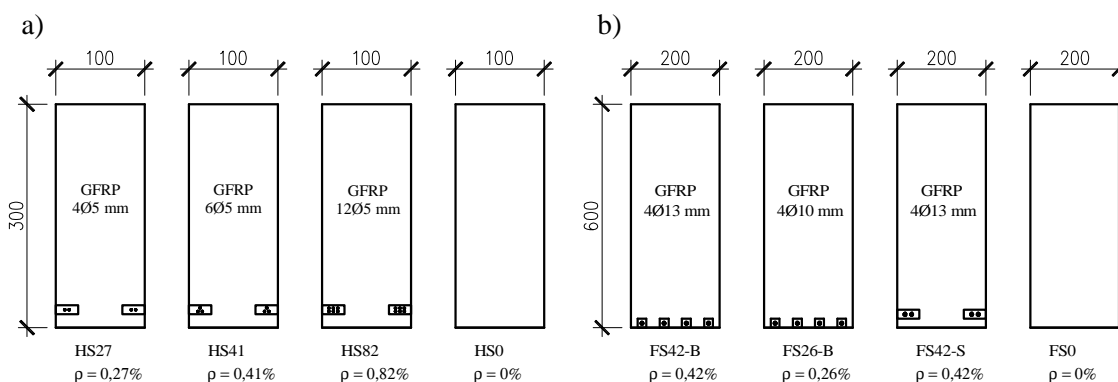 a)
b)
100
100
100
100
200
200
200
200
300
GFRP
4Ø5 mm
GFRP
6Ø5 mm
GFRP
12Ø5 mm
600
GFRP
4Ø13 mm
GFRP
4Ø10 mm
GFRP
4Ø13 mm
HS27
ρ = 0,27%
HS41
ρ = 0,41%
HS82
ρ = 0,82%
HS0
ρ = 0%
FS42-B
ρ = 0,42%
FS26-B
ρ = 0,26%
FS42-S
ρ = 0,42%
FS0
ρ = 0%